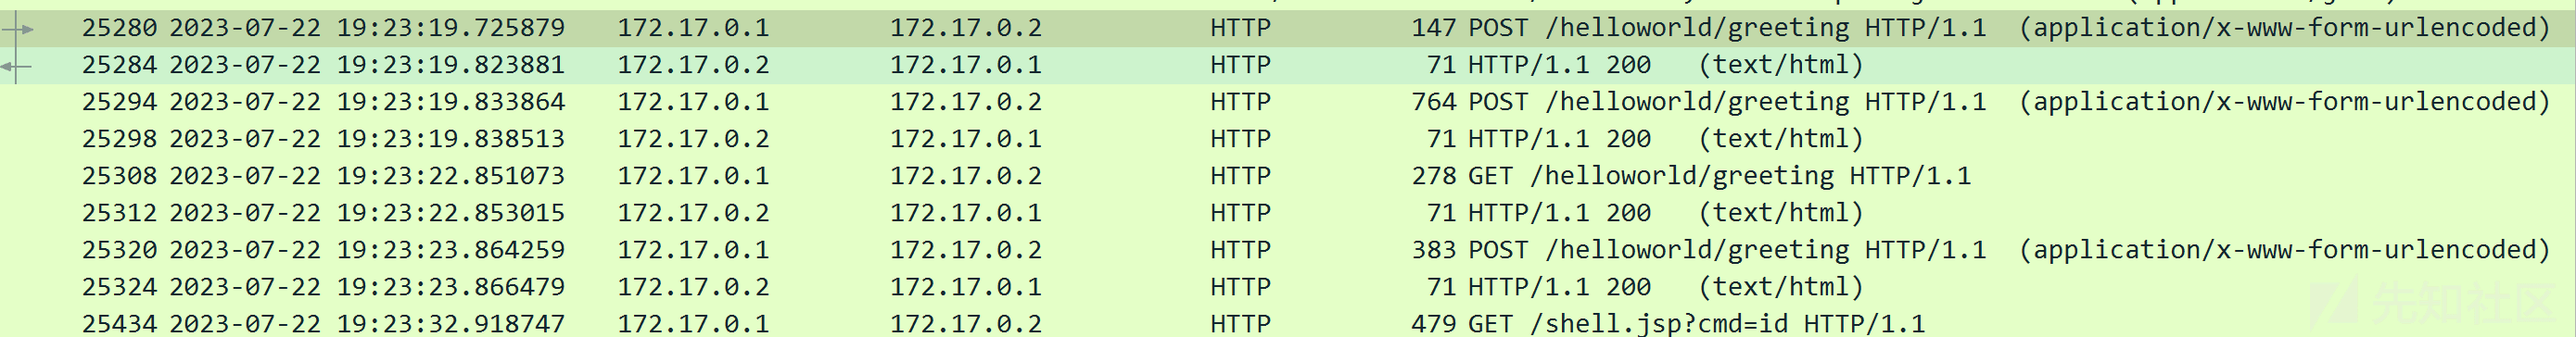 25280 2023-07-22 19:23:19.725879 172.17.0.1 172.17.0.2 HTTP 147 POST /helloworld/greeting HTTP/1.1 (application/x-www-form-urlencoded)
25284 2023-07-22 19:23:19.823881 172.17.0.2 172.17.0.1 HTTP 71 HTTP/1.1 200 (text/html)
25294 2023-07-22 19:23:19.833864 172.17.0.1 172.17.0.2 HTTP 764 POST /helloworld/greeting HTTP/1.1 (application/x-www-form-urlencoded)
25298 2023-07-22 19:23:19.838513 172.17.0.2 172.17.0.1 HTTP 71 HTTP/1.1 200 (text/html)
25308 2023-07-22 19:23:22.851073 172.17.0.1 172.17.0.2 HTTP 278 GET /helloworld/greeting HTTP/1.1
25312 2023-07-22 19:23:22.853015 172.17.0.2 172.17.0.1 HTTP 71 HTTP/1.1 200 (text/html)
25320 2023-07-22 19:23:23.864259 172.17.0.1 172.17.0.2 HTTP 383 POST /helloworld/greeting HTTP/1.1 (application/x-www-form-urlencoded)
25324 2023-07-22 19:23:23.866479 172.17.0.2 172.17.0.1 HTTP 71 HTTP/1.1 200 (text/html)
25434 2023-07-22 19:23:32.918747 172.17.0.1 172.17.0.2 HTTP 479 GET /shell.jsp?cmd=id HTTP/1.1
先知社区